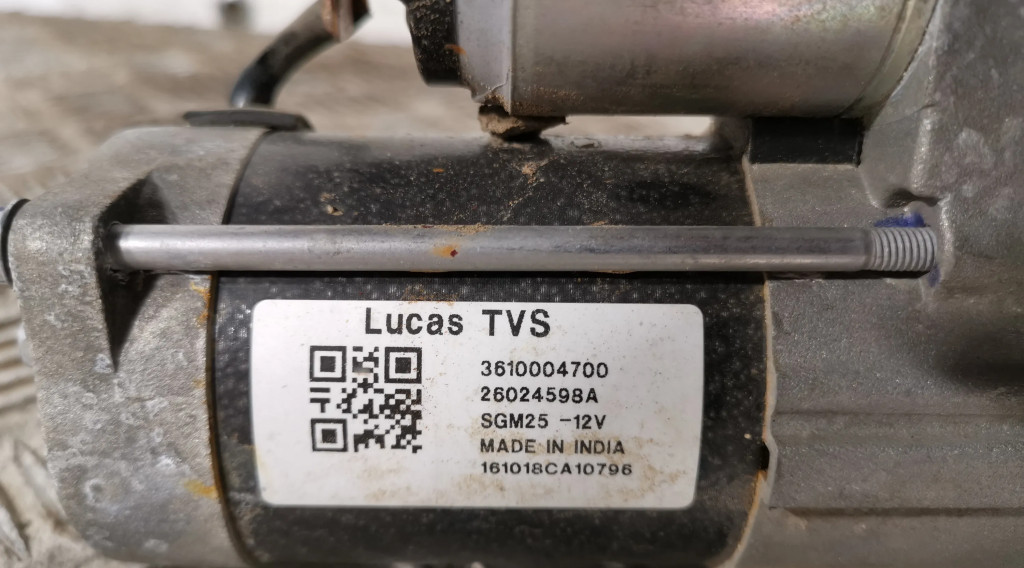 Lucas TVS
3610004700
26024598A
SGM25 -12V
MADE IN INDIA
161018CA10796